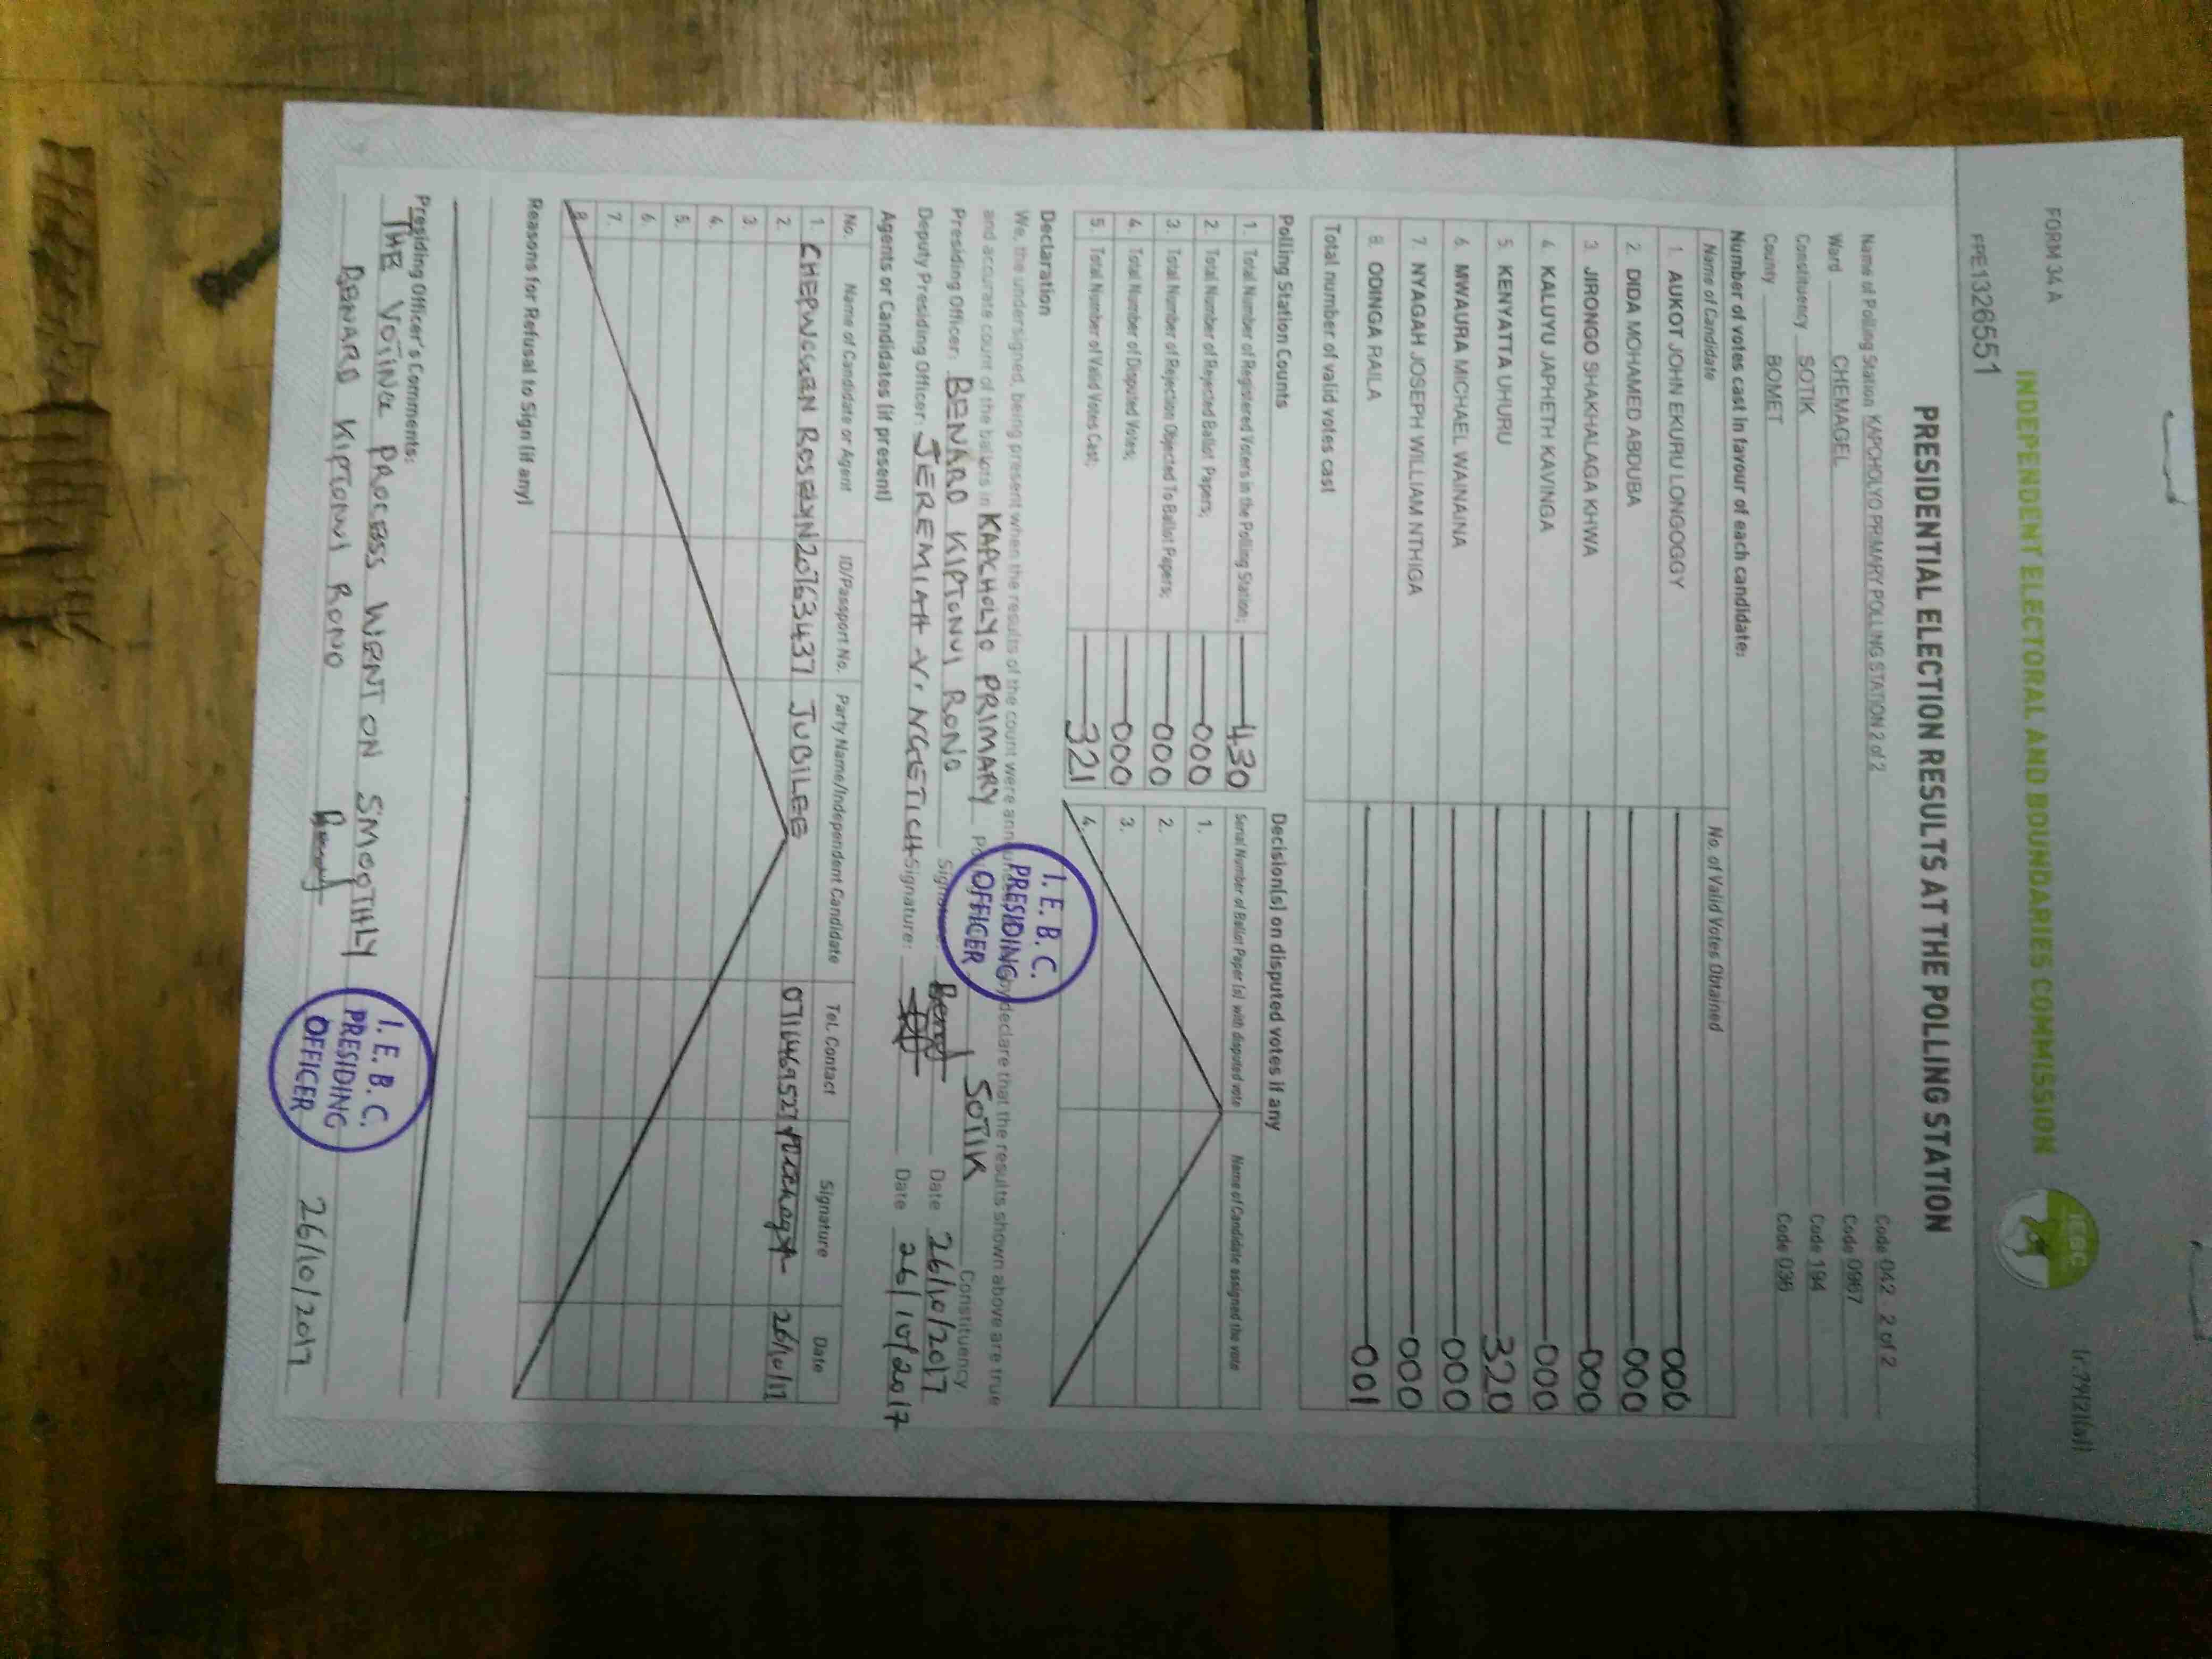 FORM 34 A
r.79(2)(a))
INDEPENDENT ELECTORAL AND BOUNDARIES COMMISSION
IEBC
FPE132651
PRESIDENTIAL ELECTION RESULTS AT THE POLLING STATION
Name of Polling Station KAPCHOLYO PRIMARY POLLING STATION 2 of 2 Code 042 2 of 2
Ward CHEMAGEL Code 0967
Constituency SOTIK Code 194
County BOMET Code 036
Number of votes cast in favour of each candidate:
Name of Candidate No. of Valid Votes Obtained
1. AUKOT JOHN EKURU LONGOGGY 000
2. DIDA MOHAMED ABDUBA 000
3. JIRONGO SHAKHALAGA KHWA 000
4. KALUYU JAPHETH KAVINGA 000
5. KENYATTA UHURU 320
6. MWAURA MICHAEL WAINAINA 000
7. NYAGAH JOSEPH WILLIAM NTHIGA 000
8. ODINGA RAILA 001
Total number of valid votes cast
Polling Station Counts
1. Total Number of Registered Voters in the Polling Station; 430
2. Total Number of Rejected Ballot Papers; 000
3. Total Number of Rejection Objected To Ballot Papers; 000
4. Total Number of Disputed Votes; 000
5. Total Number of Valid Votes Cast; 321
Decision(s) on disputed votes if any
Serial Number of Ballot Paper (s) with disputed vote Name of Candidate assigned the vote
1.
2.
3.
4.
Declaration
We, the undersigned, being present when the results of the count were announced, declare that the results shown above are true
and accurate count of the ballots in KAPCHOLYO PRIMARY SOTIK Constituency
Presiding Officer: BENARD KIPTONUI RONO Signature: Date 26/10/2017
Deputy Presiding Officer: JEREMIAH Y. NGETICH Signature: Date 26/10/2017
I. E. B. C.
PRESIDING
OFFICER
Agents or Candidates (if present)
No. Name of Candidate or Agent ID/Passport No. Party Name/Independent Candidate Tel. Contact Signature Date
1. ROSELYN 20763437 JUBILEE 0716469527 26/10/17
2.
3.
4.
5.
6.
7.
8.
Reasons for Refusal to Sign (if any)
Presiding Officer's Comments:
THE VOTING PROCESS WENT ON SMOOTHLY
BENARD KIPTONUI RONO 26/10/2017
I. E. B. C.
PRESIDING
OFFICER